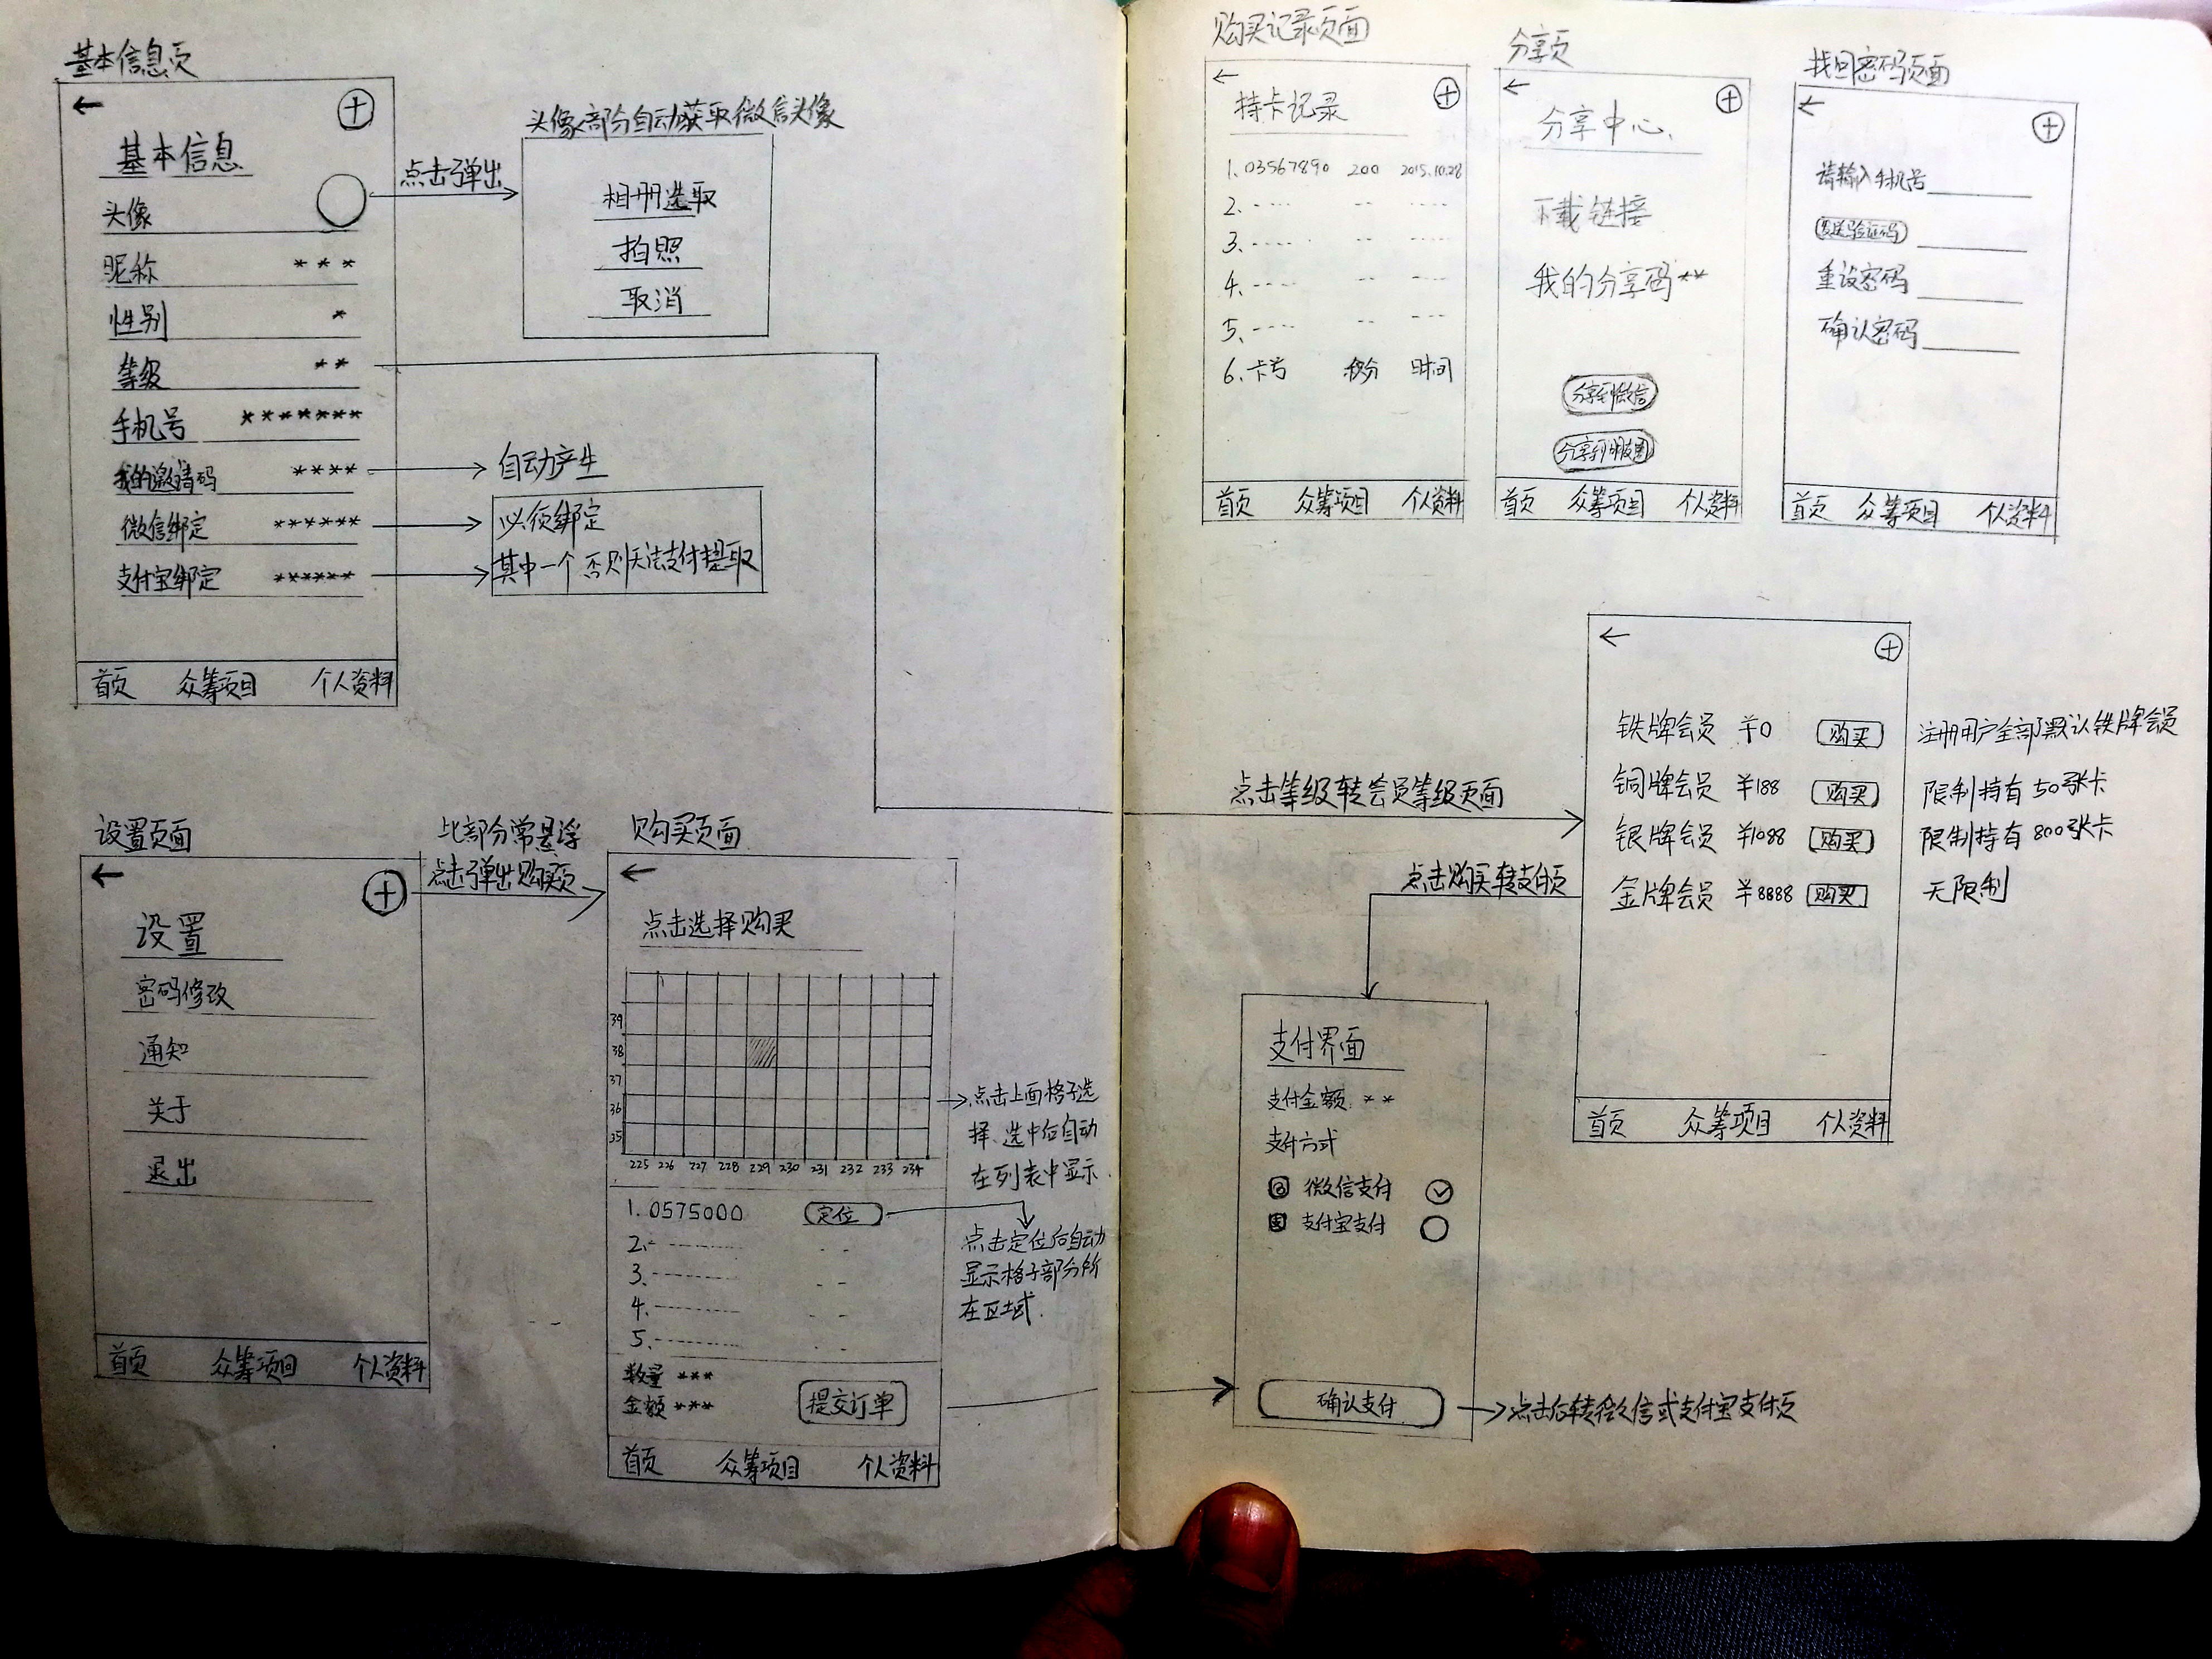 基本信息页
←
基本信息
头像
昵称 ***
性别 *
等级 **
手机号 *******
我的邀请码 ****
微信绑定 ******
支付宝绑定 ******
首页 众筹项目 个人资料
头像部分自动获取微信头像
点击弹出
相册选取
拍照
取消
自动产生
必须绑定
其中一个 否则无法支付提取
设置页面
←
设置
密码修改
通知
关于
退出
首页 众筹项目 个人资料
此部分常悬浮
点击弹出购买页
购买页面
←
点击选择购买
39
38
37
36
35
225 226 227 228 229 230 231 232 233 234
1. 0575000 定位
2.
3.
4.
5.
数量 ***
金额 ***
提交订单
首页 众筹项目 个人资料
点击上面格子选
择、选中后自动
在列表中显示.
点击定位后自动
显示格子部分所
在区域.
购买记录页面
←
持卡记录
1. 03567890 200 2015.10.28
2.
3.
4.
5.
6. 卡号 积分 时间
首页 众筹项目 个人资料
分享页
←
分享中心
下载链接
我的分享码**
分享到微信
分享到朋友圈
首页 众筹项目 个人资料
找回密码页面
←
请输入手机号
发送验证码
重设密码
确认密码
首页 众筹项目 个人资料
点击等级转会员等级页面
←
铁牌会员 ¥0 购买 注册用户全部默认铁牌会员
铜牌会员 ¥188 购买 限制持有50张卡
银牌会员 ¥1088 购买 限制持有800张卡
金牌会员 ¥8888 购买 无限制
首页 众筹项目 个人资料
点击购买转支付页
支付界面
支付金额 **
支付方式
微信支付
支付宝支付
确认支付
点击后转微信或支付宝支付页